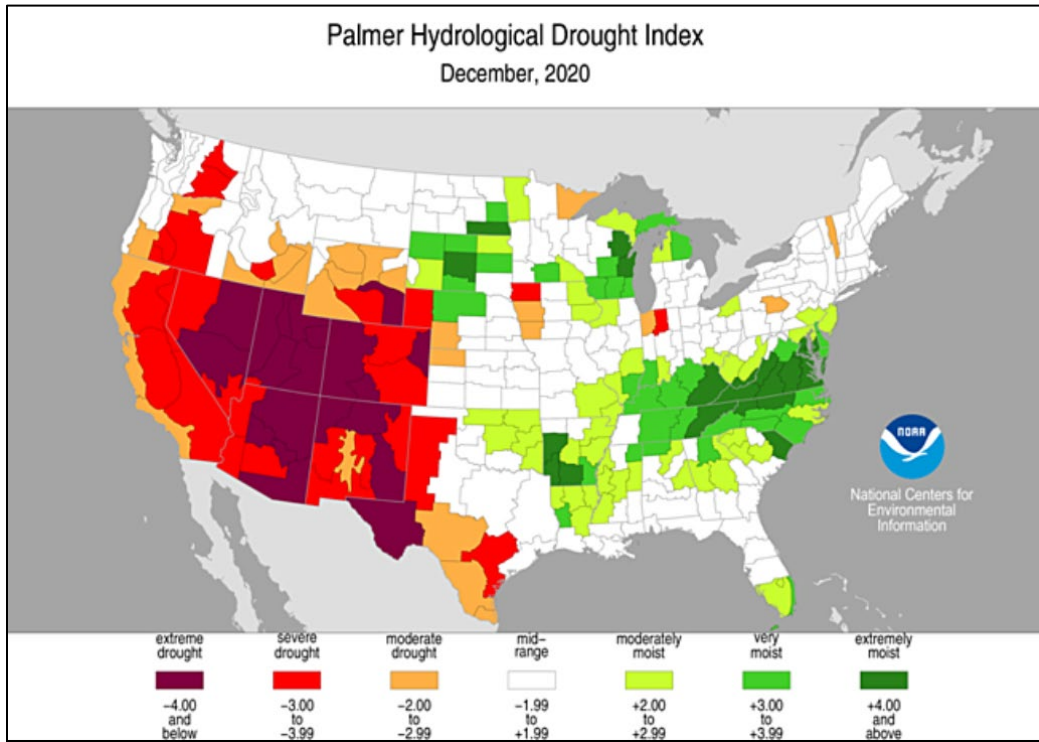 Palmer Hydrological Drought Index
December, 2020
NOAA
National Centers for
Environmental
Information
extreme drought
severe drought
moderate drought
mid-range
moderately moist
very moist
extremely moist
−4.00 and below
−3.00 to −3.99
−2.00 to −2.99
−1.99 to +1.99
+2.00 to +2.99
+3.00 to +3.99
+4.00 and above